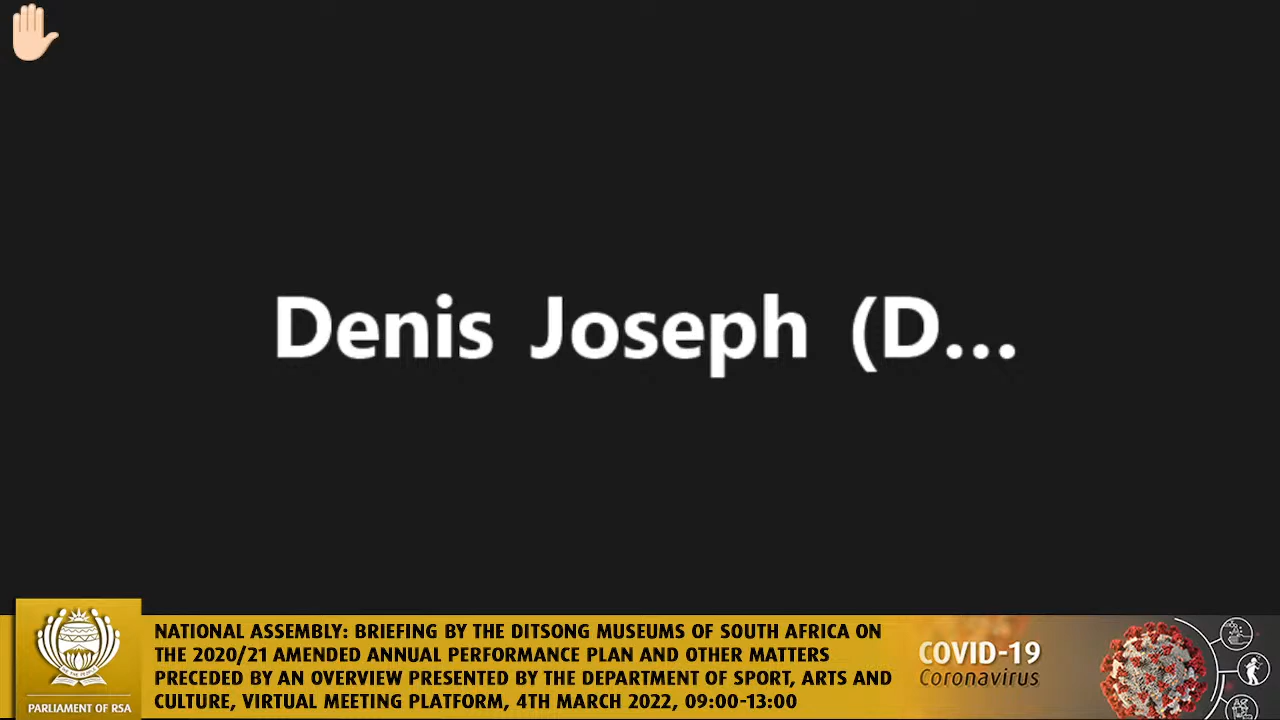 Denis Joseph (D...
NATIONAL ASSEMBLY: BRIEFING BY THE DITSONG MUSEUMS OF SOUTH AFRICA ON
THE 2020/21 AMENDED ANNUAL PERFORMANCE PLAN AND OTHER MATTERS
PRECEDED BY AN OVERVIEW PRESENTED BY THE DEPARTMENT OF SPORT, ARTS AND
CULTURE, VIRTUAL MEETING PLATFORM, 4TH MARCH 2022, 09:00-13:00
PARLIAMENT OF RSA
COVID-19
Coronavirus